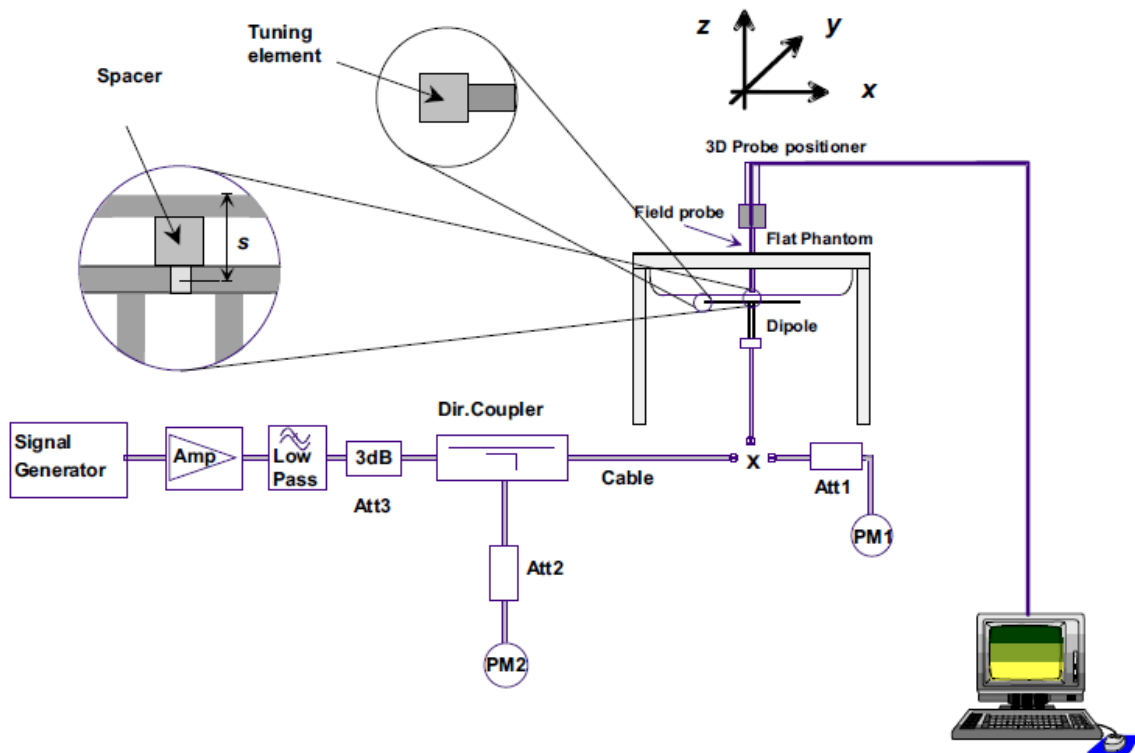 Tuning
element
Spacer
z
y
x
3D Probe positioner
s
Field probe
Flat Phantom
Dipole
Dir.Coupler
Signal
Generator
Amp
Low
Pass
3dB
Att3
Cable
x
Att1
PM1
Att2
PM2